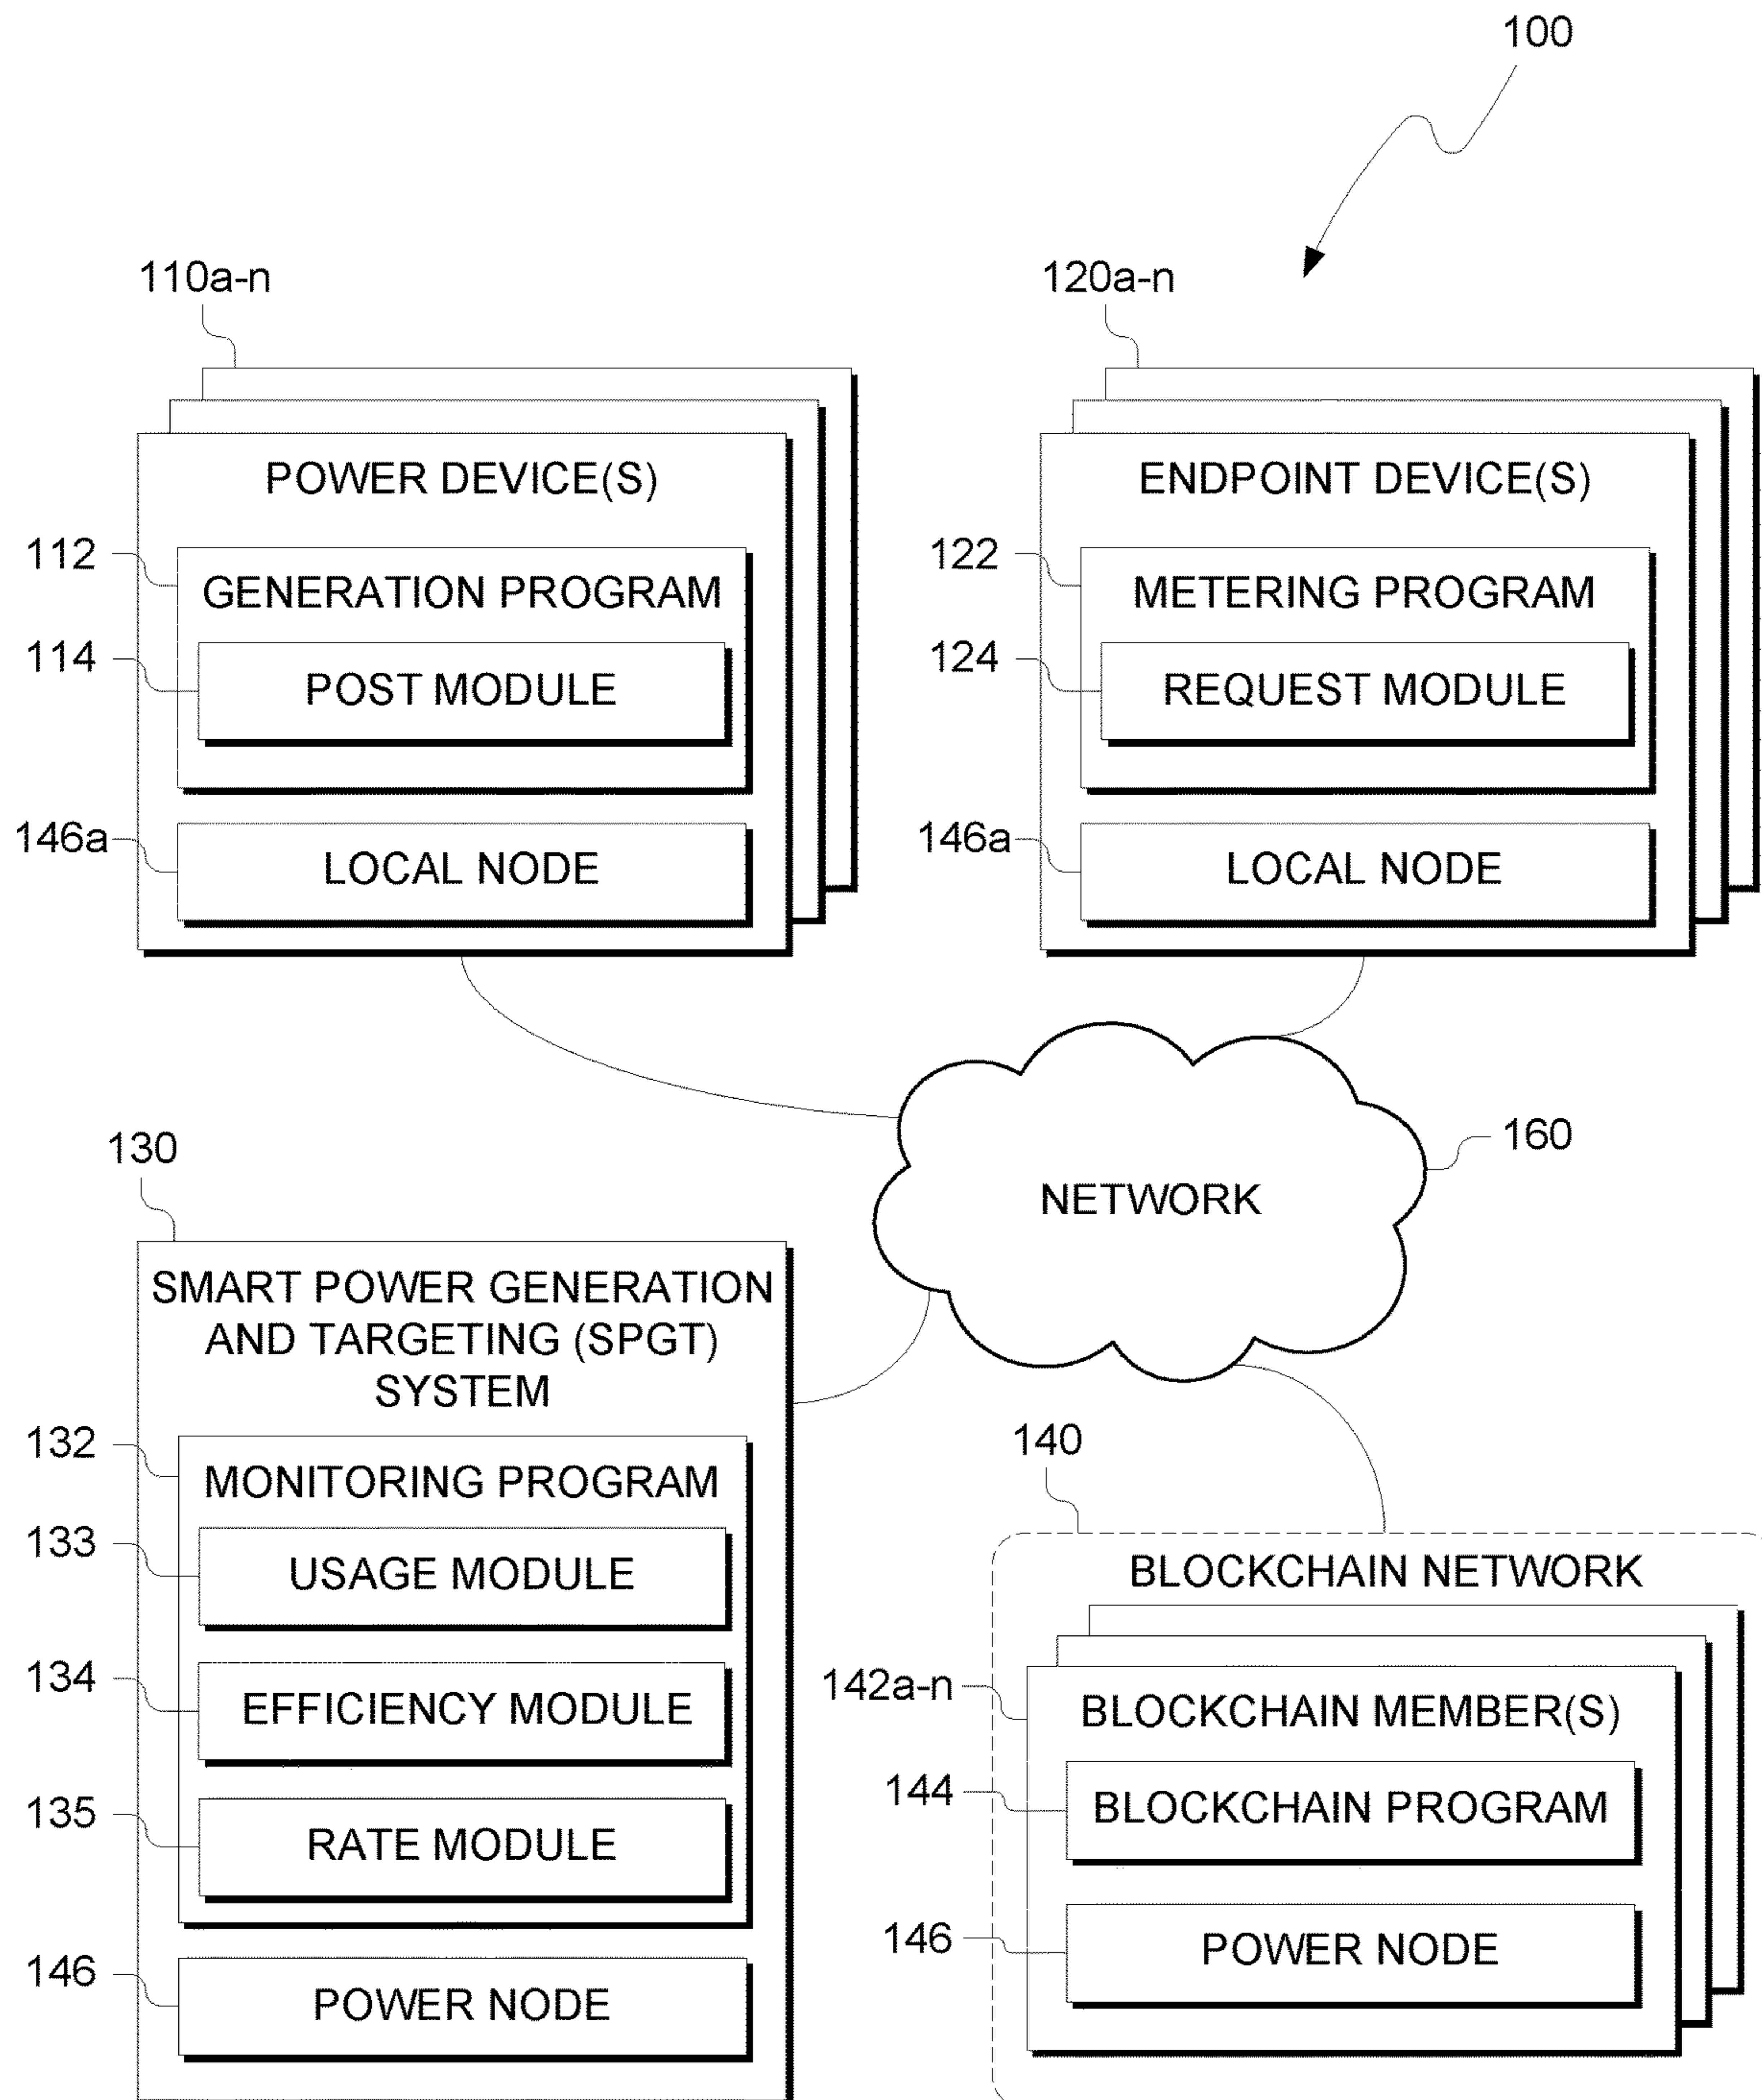 100
110a-n
120a-n
POWER DEVICE(S)
112
GENERATION PROGRAM
114
POST MODULE
146a
LOCAL NODE
ENDPOINT DEVICE(S)
122
METERING PROGRAM
124
REQUEST MODULE
146a
LOCAL NODE
NETWORK
160
130
SMART POWER GENERATION
AND TARGETING (SPGT)
SYSTEM
132
MONITORING PROGRAM
133
USAGE MODULE
134
EFFICIENCY MODULE
135
RATE MODULE
146
POWER NODE
140
BLOCKCHAIN NETWORK
142a-n
BLOCKCHAIN MEMBER(S)
144
BLOCKCHAIN PROGRAM
146
POWER NODE